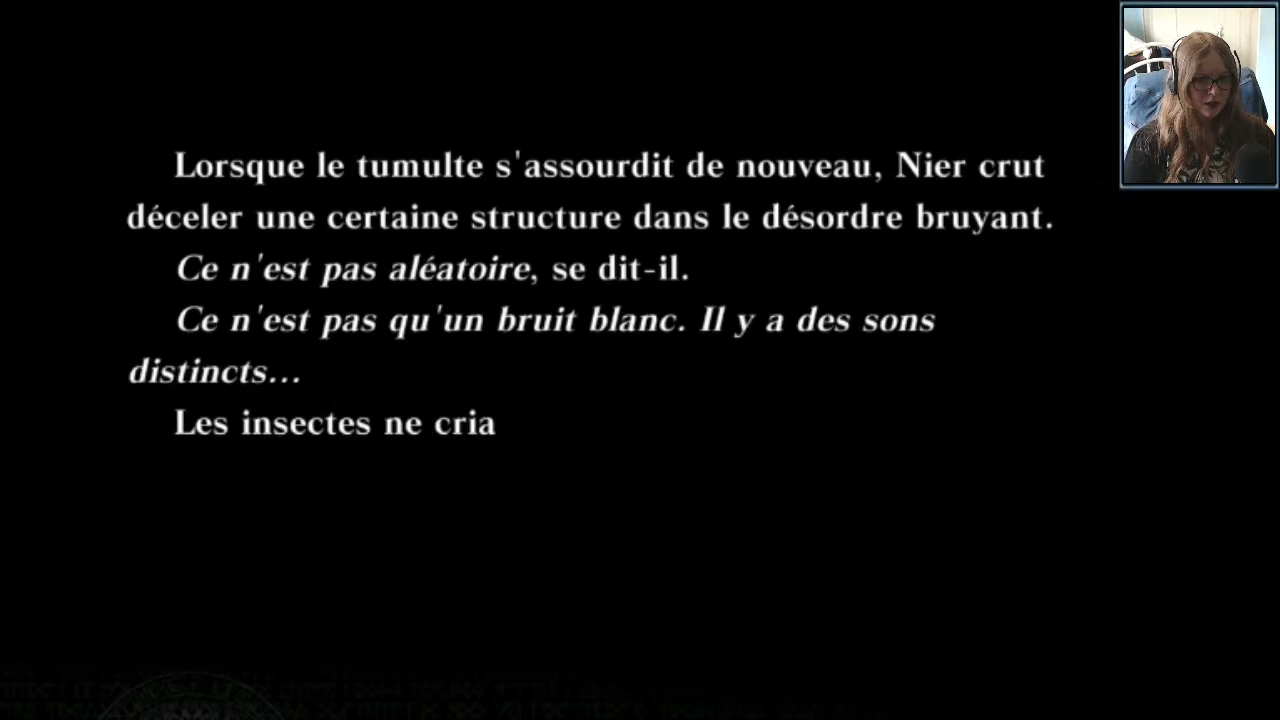 Lorsque le tumulte s'assourdit de nouveau, Nier crut
déceler une certaine structure dans le désordre bruyant.
Ce n'est pas aléatoire, se dit-il.
Ce n'est pas qu'un bruit blanc. Il y a des sons
distincts...
Les insectes ne cria